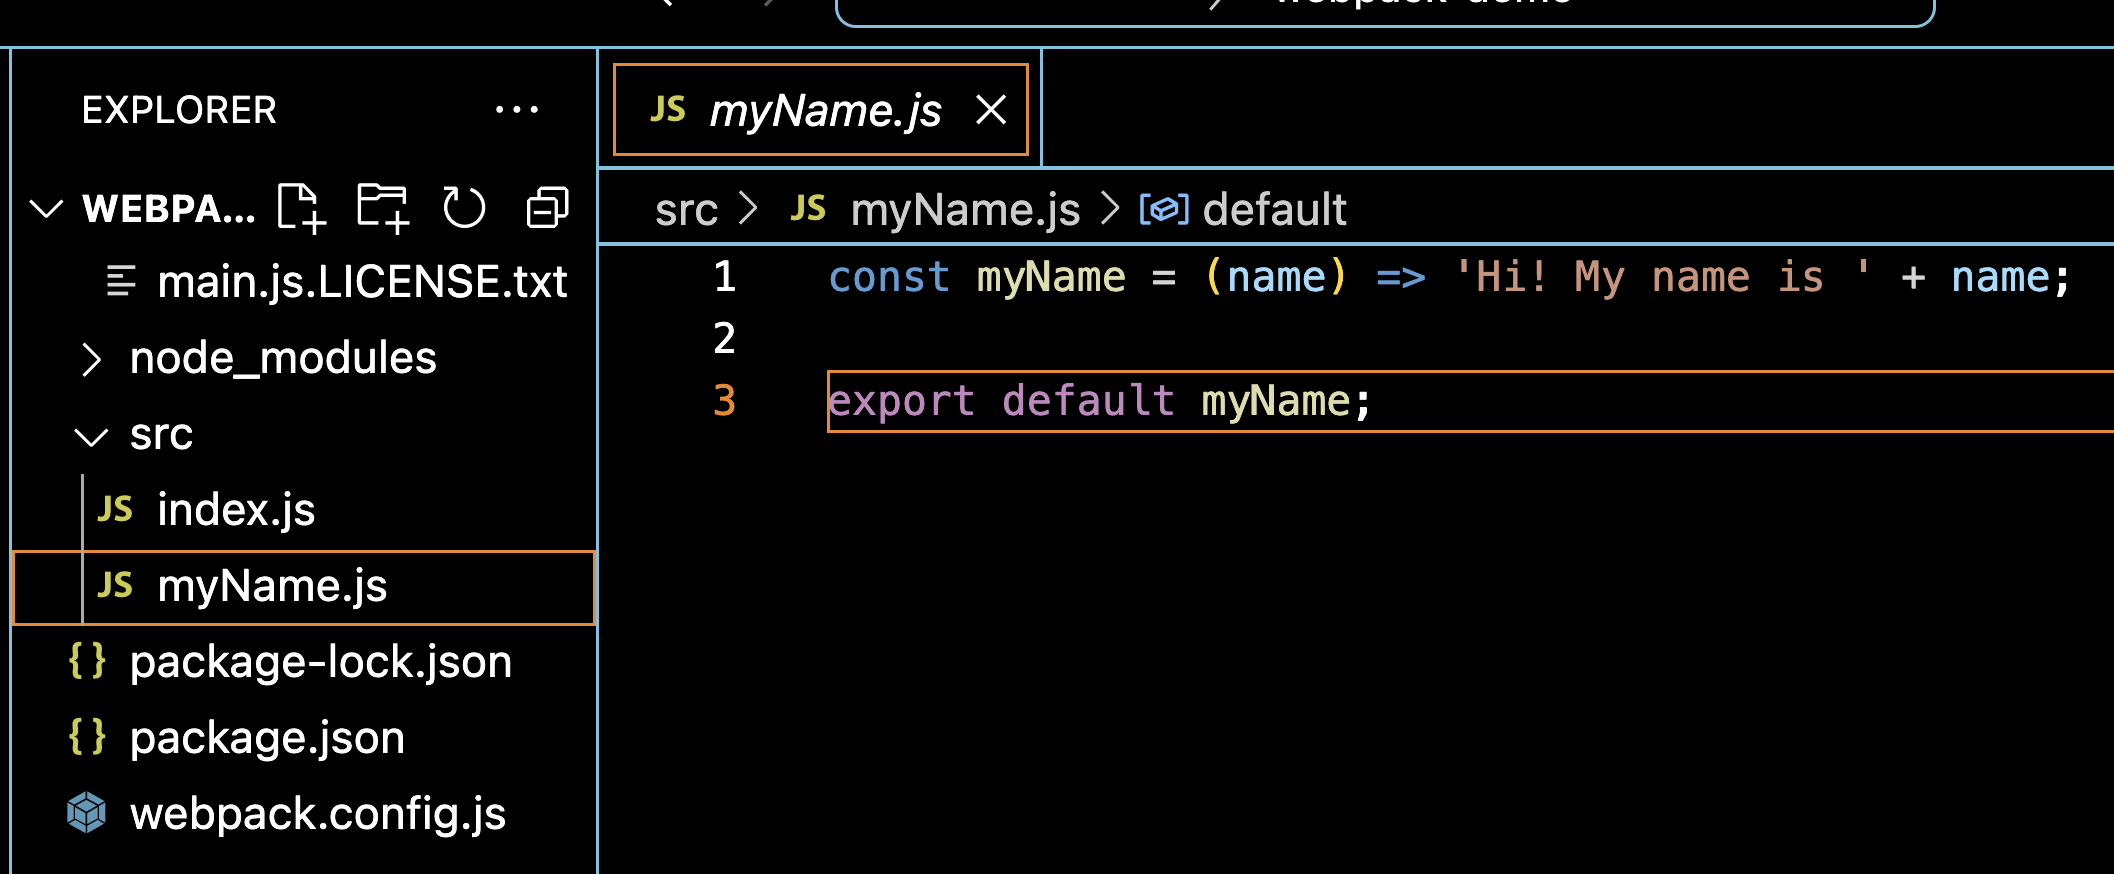 webpack-demo
EXPLORER ...
WEBPA...
main.js.LICENSE.txt
node_modules
src
JS index.js
JS myName.js
{} package-lock.json
{} package.json
webpack.config.js
JS myName.js
src > JS myName.js > default
1 const myName = (name) => 'Hi! My name is ' + name;
2
3 export default myName;